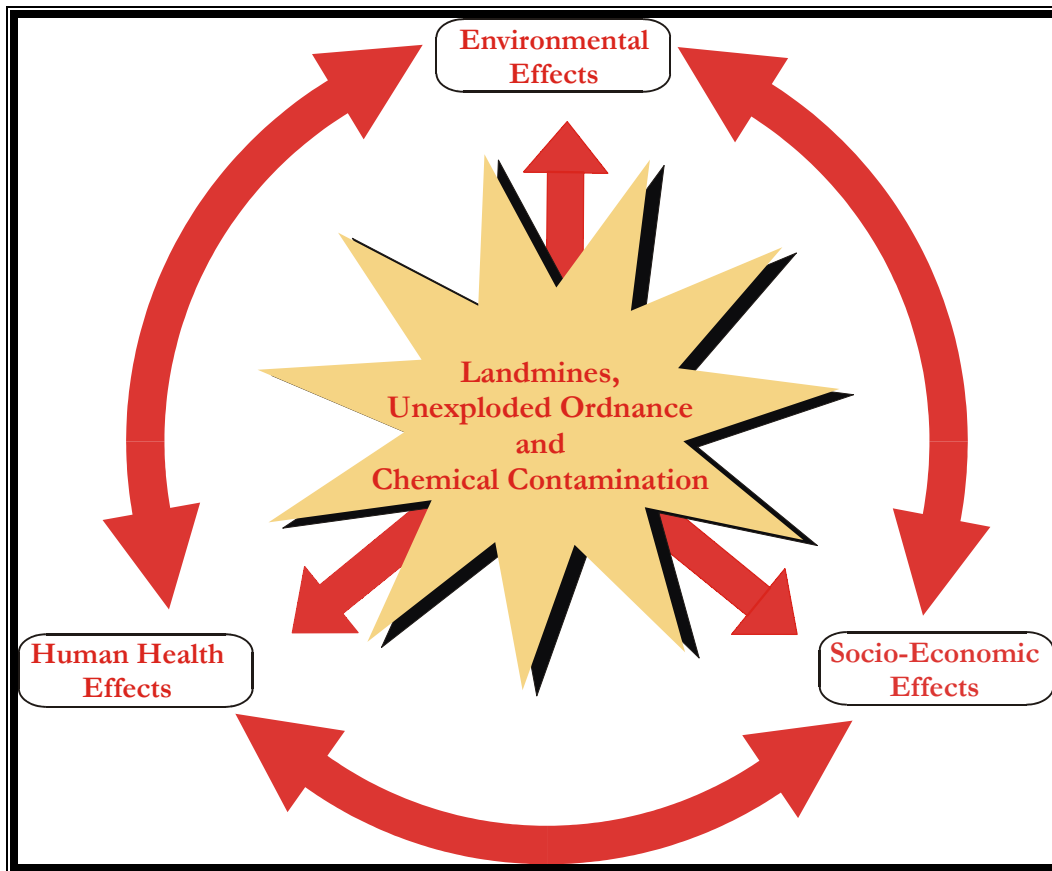 Environmental
Effects
Landmines,
Unexploded Ordnance
and
Chemical Contamination
Human Health
Effects
Socio-Economic
Effects